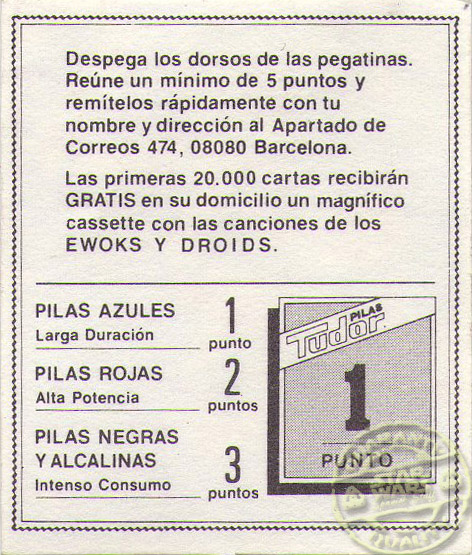 Despega los dorsos de las pegatinas.
Reúne un mínimo de 5 puntos y
remítelos rápidamente con tu
nombre y dirección al Apartado de
Correos 474, 08080 Barcelona.
Las primeras 20.000 cartas recibirán
GRATIS en su domicilio un magnífico
cassette con las canciones de los
EWOKS Y DROIDS.
PILAS AZULES
Larga Duración
1
punto
PILAS ROJAS
Alta Potencia
2
puntos
PILAS NEGRAS
Y ALCALINAS
Intenso Consumo
3
puntos
PILAS
Tudor
1
PUNTO
STAR
WARS